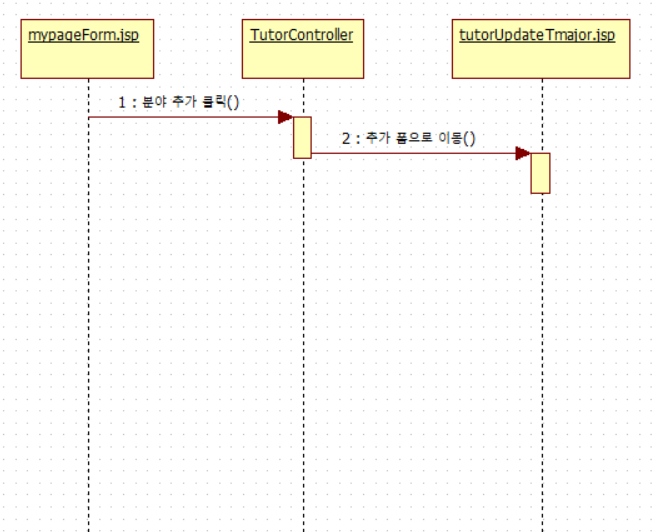 mypageForm.jsp
TutorController
tutorUpdateTmajor.jsp
1 : 분야 추가 클릭()
2 : 추가 폼으로 이동()